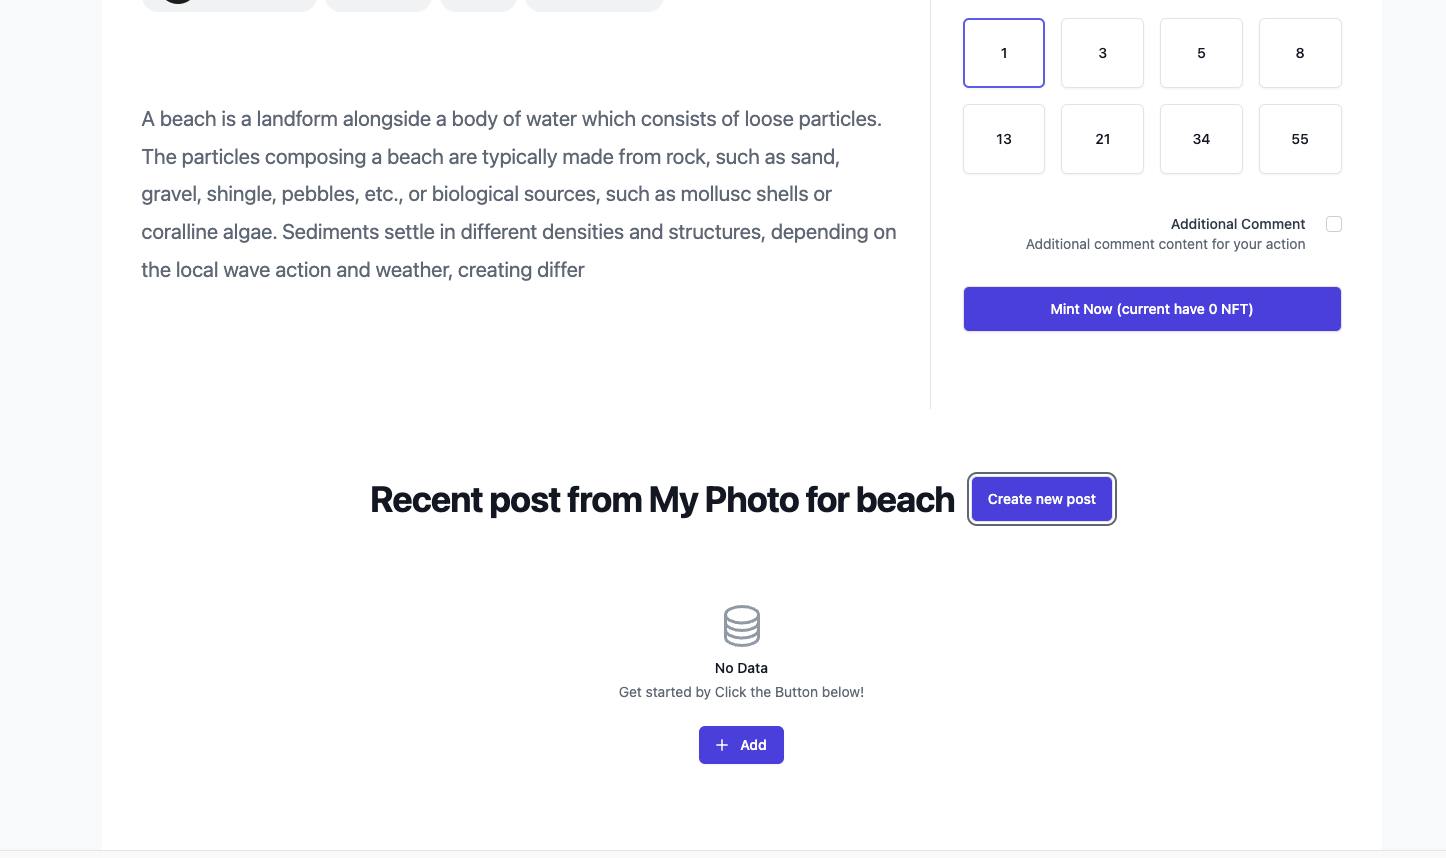 1
3
5
8
13
21
34
55
A beach is a landform alongside a body of water which consists of loose particles.
The particles composing a beach are typically made from rock, such as sand,
gravel, shingle, pebbles, etc., or biological sources, such as mollusc shells or
coralline algae. Sediments settle in different densities and structures, depending on
the local wave action and weather, creating differ
Additional Comment
Additional comment content for your action
Mint Now (current have 0 NFT)
Recent post from My Photo for beach
Create new post
No Data
Get started by Click the Button below!
Add